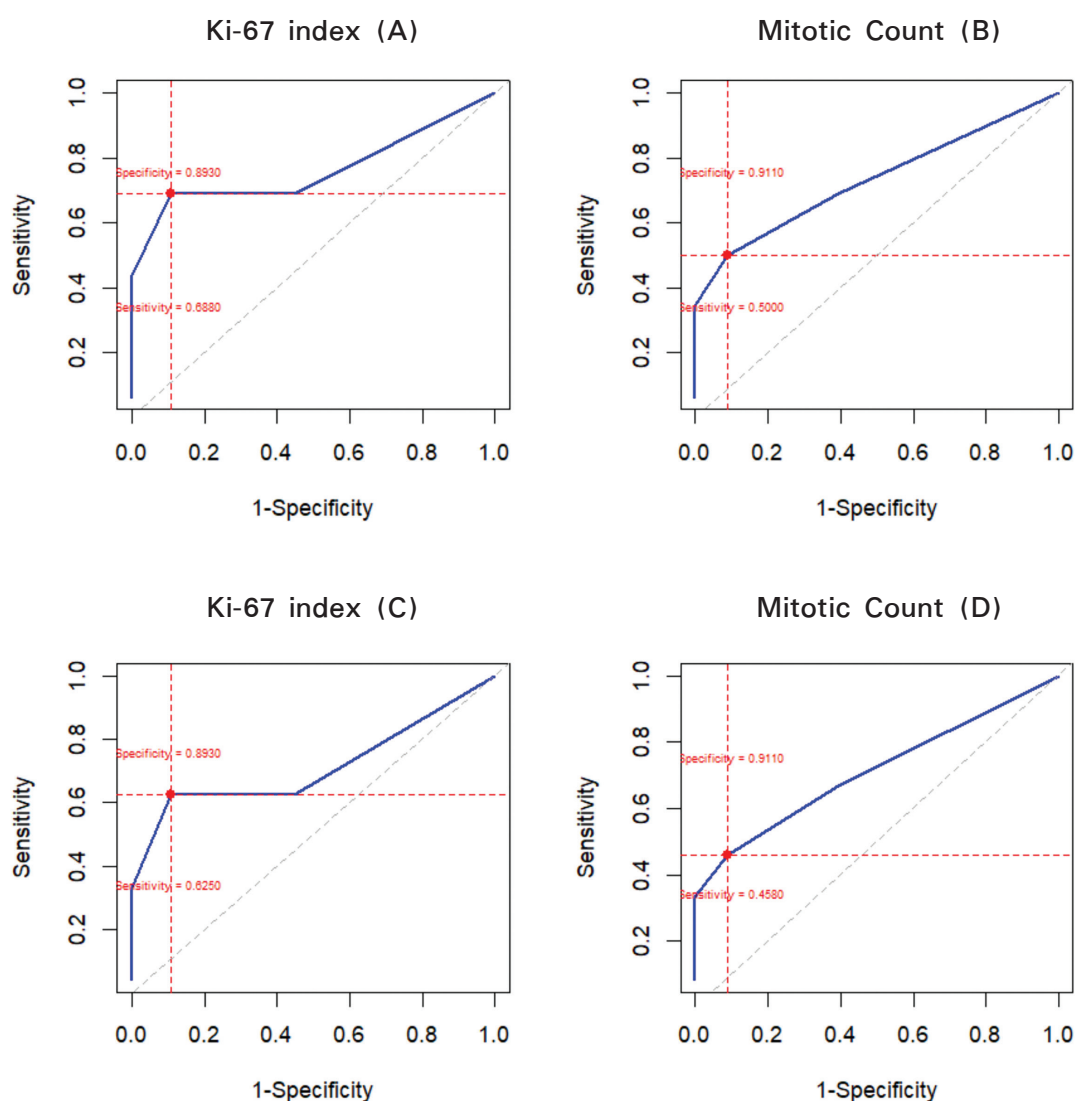 Ki-67 index (A)
1.0
0.8
0.6
0.4
0.2
Sensitivity
Specificity = 0.8930
Sensitivity = 0.6880
0.0 0.2 0.4 0.6 0.8 1.0
1-Specificity
Mitotic Count (B)
1.0
0.8
0.6
0.4
0.2
Sensitivity
Specificity = 0.9110
Sensitivity = 0.5000
0.0 0.2 0.4 0.6 0.8 1.0
1-Specificity
Ki-67 index (C)
1.0
0.8
0.6
0.4
0.2
Sensitivity
Specificity = 0.8930
Sensitivity = 0.6250
0.0 0.2 0.4 0.6 0.8 1.0
1-Specificity
Mitotic Count (D)
1.0
0.8
0.6
0.4
0.2
Sensitivity
Specificity = 0.9110
Sensitivity = 0.4580
0.0 0.2 0.4 0.6 0.8 1.0
1-Specificity